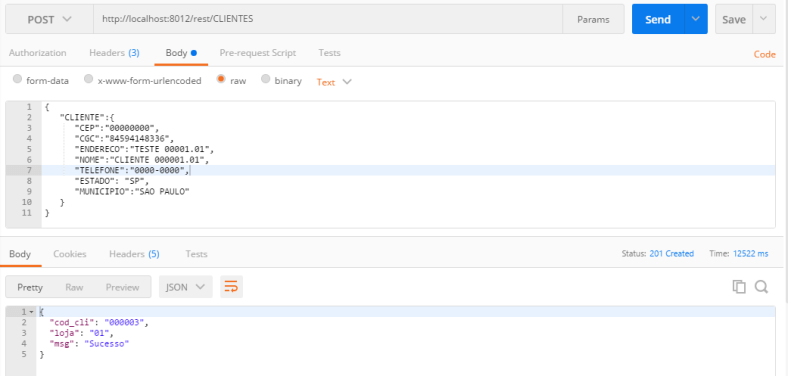 POST http://localhost:8012/rest/CLIENTES Params Send Save
Authorization Headers (3) Body Pre-request Script Tests Code
form-data x-www-form-urlencoded raw binary Text
1 {
2 "CLIENTE":{
3 "CEP":"00000000",
4 "CGC":"84594148336",
5 "ENDERECO":"TESTE 00001.01",
6 "NOME":"CLIENTE 000001.01",
7 "TELEFONE":"0000-0000",
8 "ESTADO": "SP",
9 "MUNICIPIO":"SAO PAULO"
10 }
11 }
Body Cookies Headers (5) Tests Status: 201 Created Time: 12522 ms
Pretty Raw Preview JSON
1 {
2 "cod_cli": "000003",
3 "loja": "01",
4 "msg": "Sucesso"
5 }